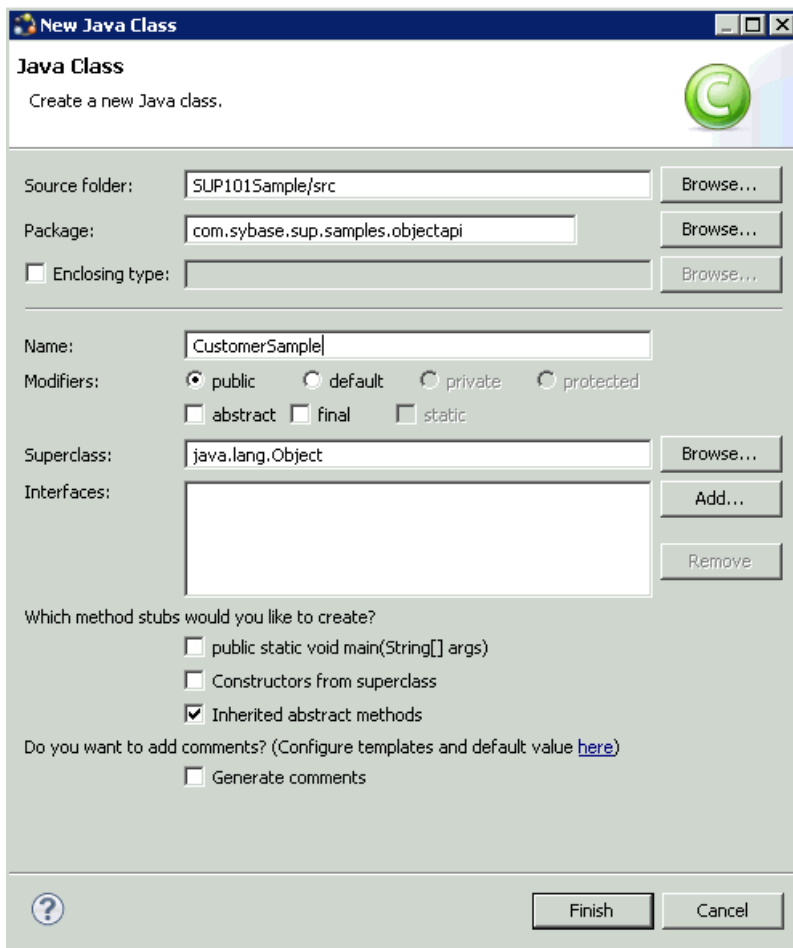 New Java Class
Java Class
Create a new Java class.
C
Source folder: SUP101Sample/src Browse...
Package: com.sybase.sup.samples.objectapi Browse...
Enclosing type: Browse...
Name: CustomerSample
Modifiers: public default private protected
abstract final static
Superclass: java.lang.Object Browse...
Interfaces: Add...
Remove
Which method stubs would you like to create?
public static void main(String[] args)
Constructors from superclass
Inherited abstract methods
Do you want to add comments? (Configure templates and default value here)
Generate comments
? Finish Cancel